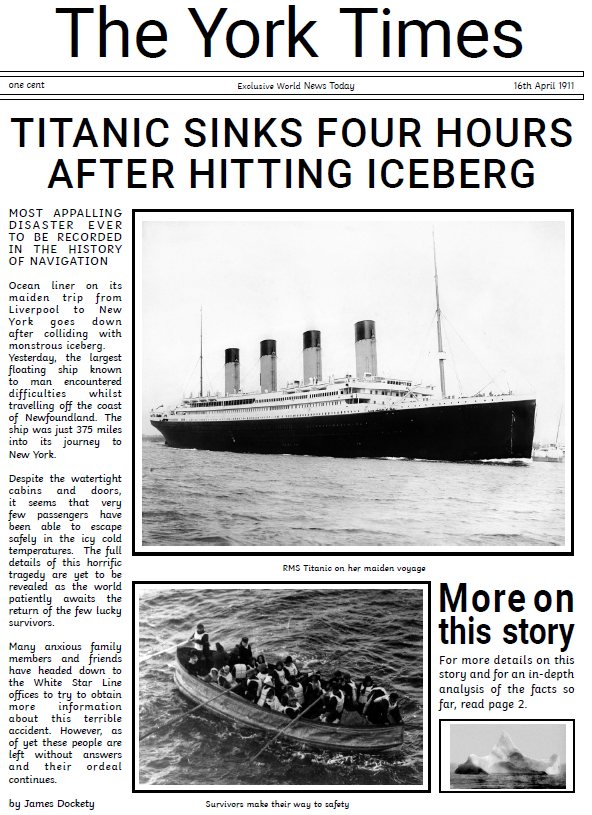 The York Times
one cent
Exclusive World News Today
16th April 1911
TITANIC SINKS FOUR HOURS
AFTER HITTING ICEBERG
MOST APPALLING
DISASTER EVER
TO BE RECORDED
IN THE HISTORY
OF NAVIGATION
Ocean liner on its
maiden trip from
Liverpool to New
York goes down
after colliding with
monstrous iceberg.
Yesterday, the largest
floating ship known
to man encountered
difficulties whilst
travelling off the coast
of Newfoundland. The
ship was just 375 miles
into its journey to
New York.
Despite the watertight
cabins and doors,
it seems that very
few passengers have
been able to escape
safely in the icy cold
temperatures. The full
details of this horrific
tragedy are yet to be
revealed as the world
patiently awaits the
return of the few lucky
survivors.
Many anxious family
members and friends
have headed down to
the White Star Line
offices to try to obtain
more information
about this terrible
accident. However, as
of yet these people are
left without answers
and their ordeal
continues.
by James Dockety
RMS Titanic on her maiden voyage
Survivors make their way to safety
More on
this story
For more details on this
story and for an in-depth
analysis of the facts so
far, read page 2.